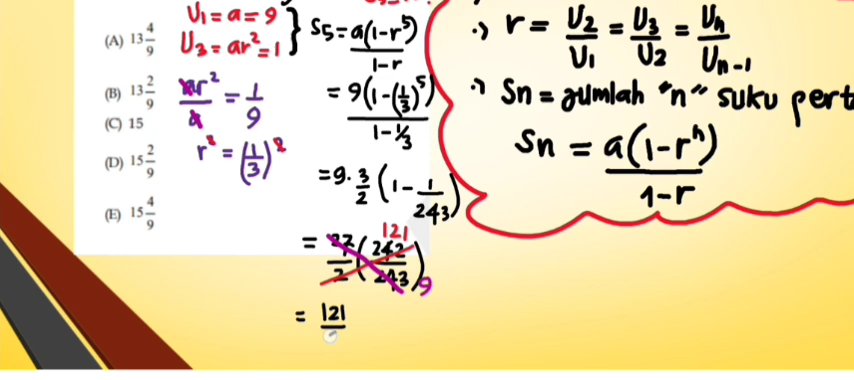 (A) 13 4/9
(B) 13 2/9
(C) 15
(D) 15 2/9
(E) 15 4/9
U1 = a = 9
U3 = ar² = 1
ar²/a = 1/9
r² = (1/3)²
S5 = a(1-r⁵)/1-r
= 9(1-(1/3)⁵)/1-1/3
= 9 . 3/2 (1 - 1/243)
= 27/2 (242/243) 121 9
= 121/
r = U2/U1 = U3/U2 = Un/Un-1
Sn = jumlah "n" suku pert
Sn = a(1-rⁿ)/1-r